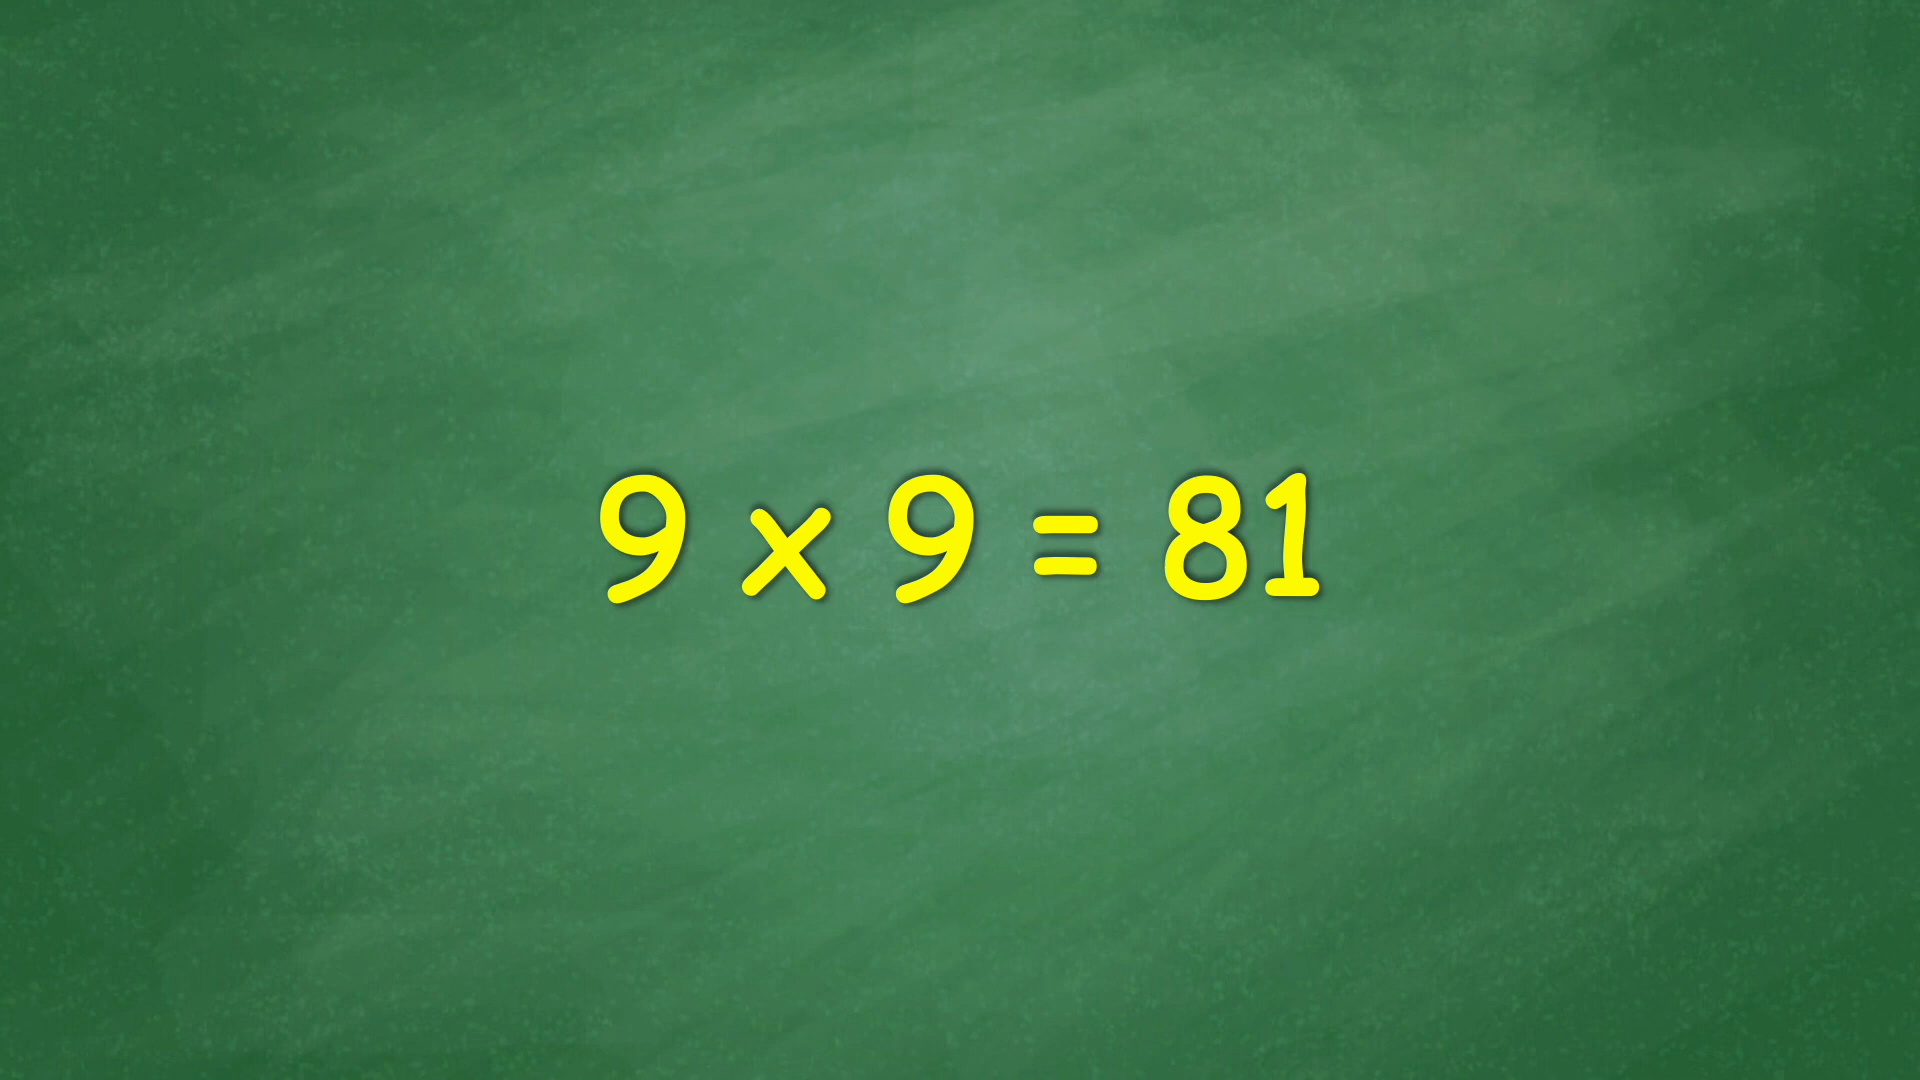 9 x 9 = 81